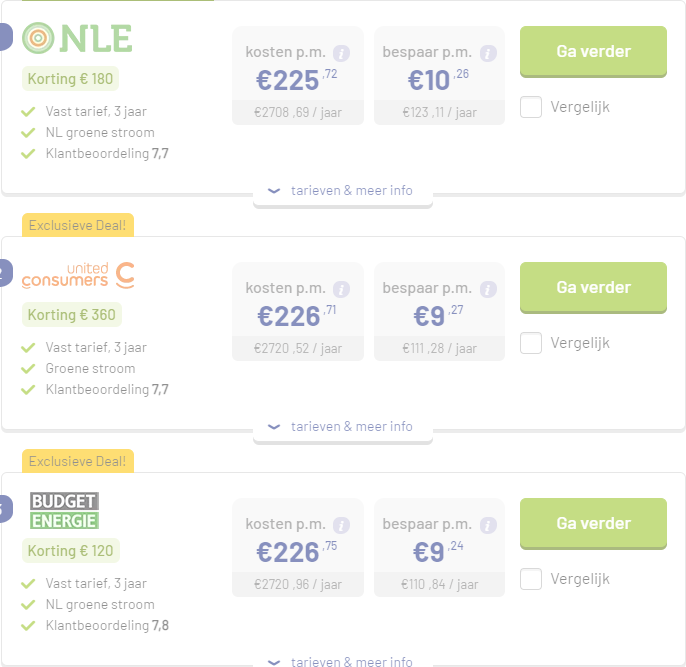 NLE
Korting € 180
Vast tarief, 3 jaar
NL groene stroom
Klantbeoordeling 7,7
kosten p.m. i
€225,72
€2708 ,69 / jaar
bespaar p.m. i
€10,26
€123 ,11 / jaar
Ga verder
Vergelijk
tarieven & meer info
Exclusieve Deal!
2
united
consumers
Korting € 360
Vast tarief, 3 jaar
Groene stroom
Klantbeoordeling 7,7
kosten p.m. i
€226,71
€2720 ,52 / jaar
bespaar p.m. i
€9,27
€111 ,28 / jaar
Ga verder
Vergelijk
tarieven & meer info
Exclusieve Deal!
BUDGET
ENERGIE
Korting € 120
Vast tarief, 3 jaar
NL groene stroom
Klantbeoordeling 7,8
kosten p.m. i
€226,75
€2720 ,96 / jaar
bespaar p.m. i
€9,24
€110 ,84 / jaar
Ga verder
Vergelijk
tarieven & meer info